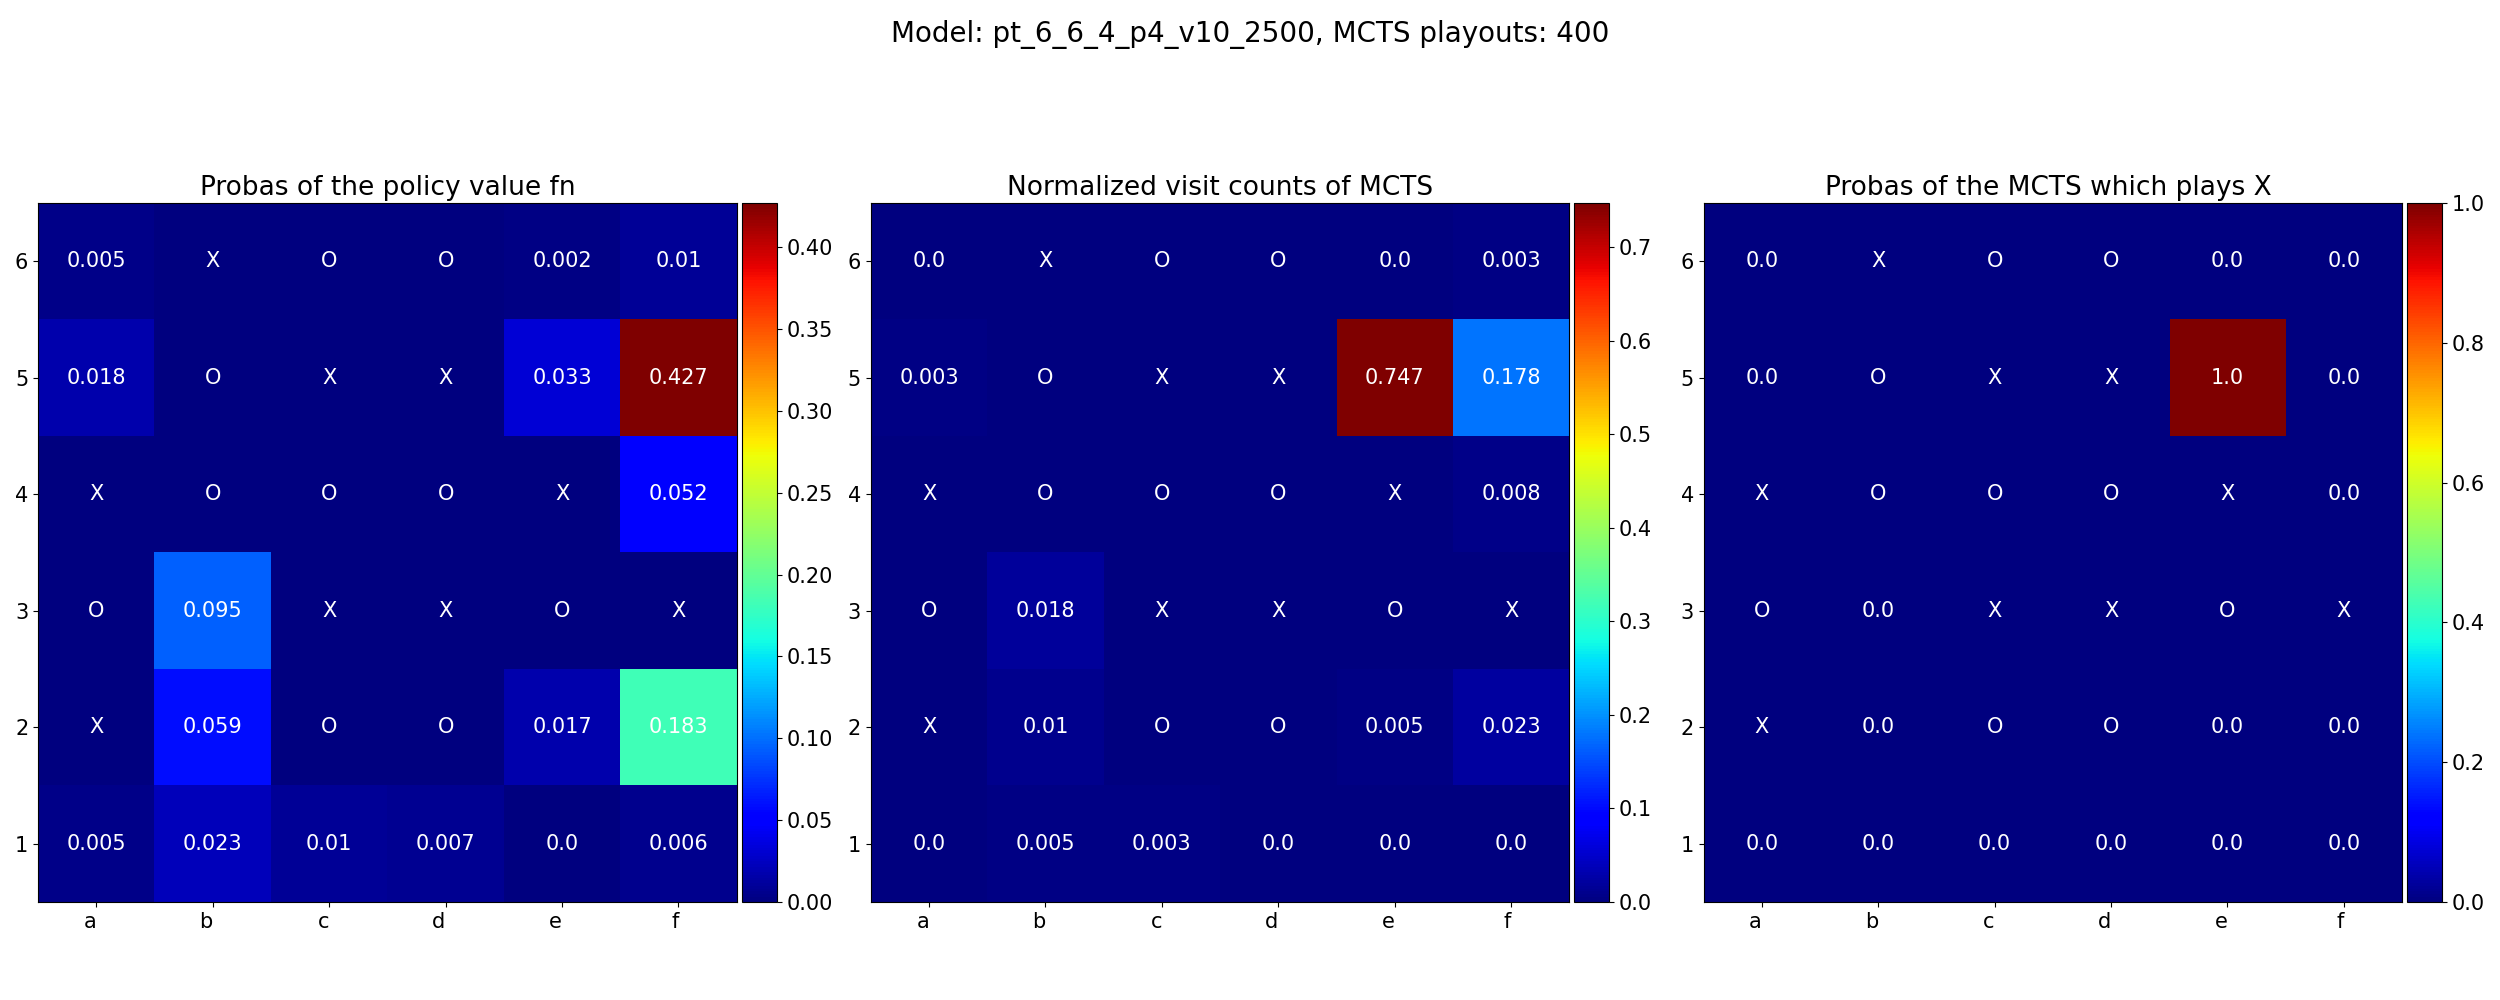 Model: pt_6_6_4_p4_v10_2500, MCTS playouts: 400
Probas of the policy value fn
6 0.005 X O O 0.002 0.01
5 0.018 O X X 0.033 0.427
4 X O O O X 0.052
3 O 0.095 X X O X
2 X 0.059 O O 0.017 0.183
1 0.005 0.023 0.01 0.007 0.0 0.006
a b c d e f
0.40
0.35
0.30
0.25
0.20
0.15
0.10
0.05
0.00
Normalized visit counts of MCTS
6 0.0 X O O 0.0 0.003
5 0.003 O X X 0.747 0.178
4 X O O O X 0.008
3 O 0.018 X X O X
2 X 0.01 O O 0.005 0.023
1 0.0 0.005 0.003 0.0 0.0 0.0
a b c d e f
0.7
0.6
0.5
0.4
0.3
0.2
0.1
0.0
Probas of the MCTS which plays X
6 0.0 X O O 0.0 0.0
5 0.0 O X X 1.0 0.0
4 X O O O X 0.0
3 O 0.0 X X O X
2 X 0.0 O O 0.0 0.0
1 0.0 0.0 0.0 0.0 0.0 0.0
a b c d e f
1.0
0.8
0.6
0.4
0.2
0.0